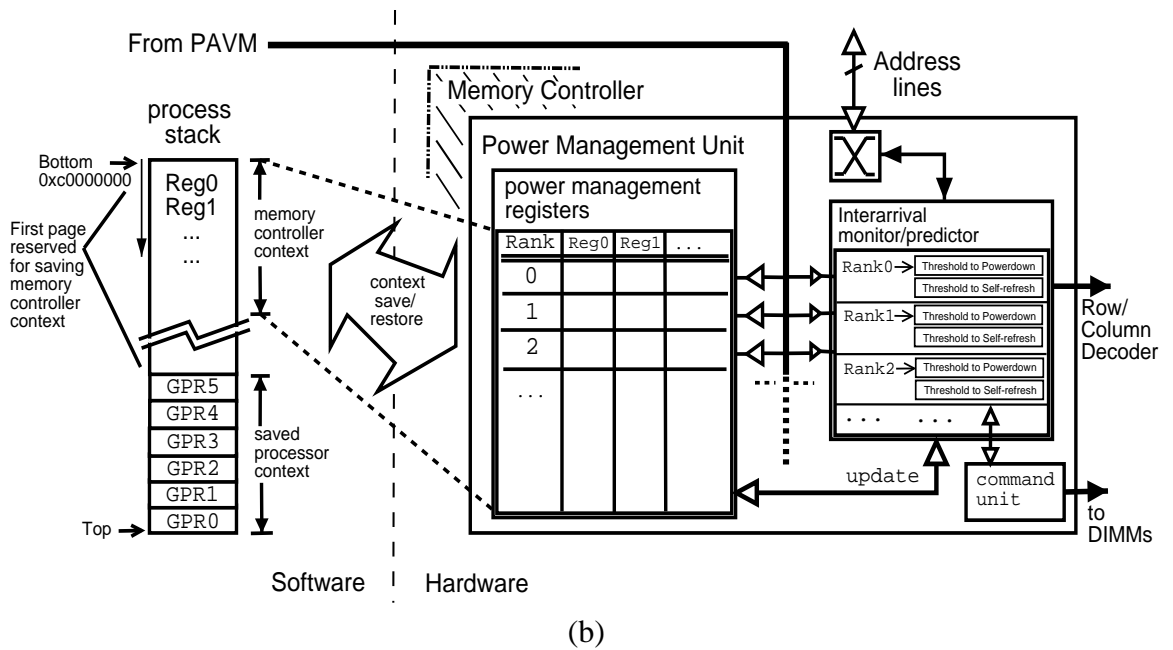 From PAVM
Memory Controller
Address
lines
process
stack
Bottom
0xc0000000
Reg0
Reg1
...
...
memory
controller
context
First page
reserved
for saving
memory
controller
context
GPR5
GPR4
GPR3
GPR2
GPR1
GPR0
saved
processor
context
Top
context
save/
restore
Power Management Unit
power management
registers
Rank Reg0 Reg1 ...
0
1
2
...
Interarrival
monitor/predictor
Rank0 Threshold to Powerdown
Threshold to Self-refresh
Rank1 Threshold to Powerdown
Threshold to Self-refresh
Rank2 Threshold to Powerdown
Threshold to Self-refresh
... ...
Row/
Column
Decoder
update
command
unit
to
DIMMs
Software Hardware
(b)